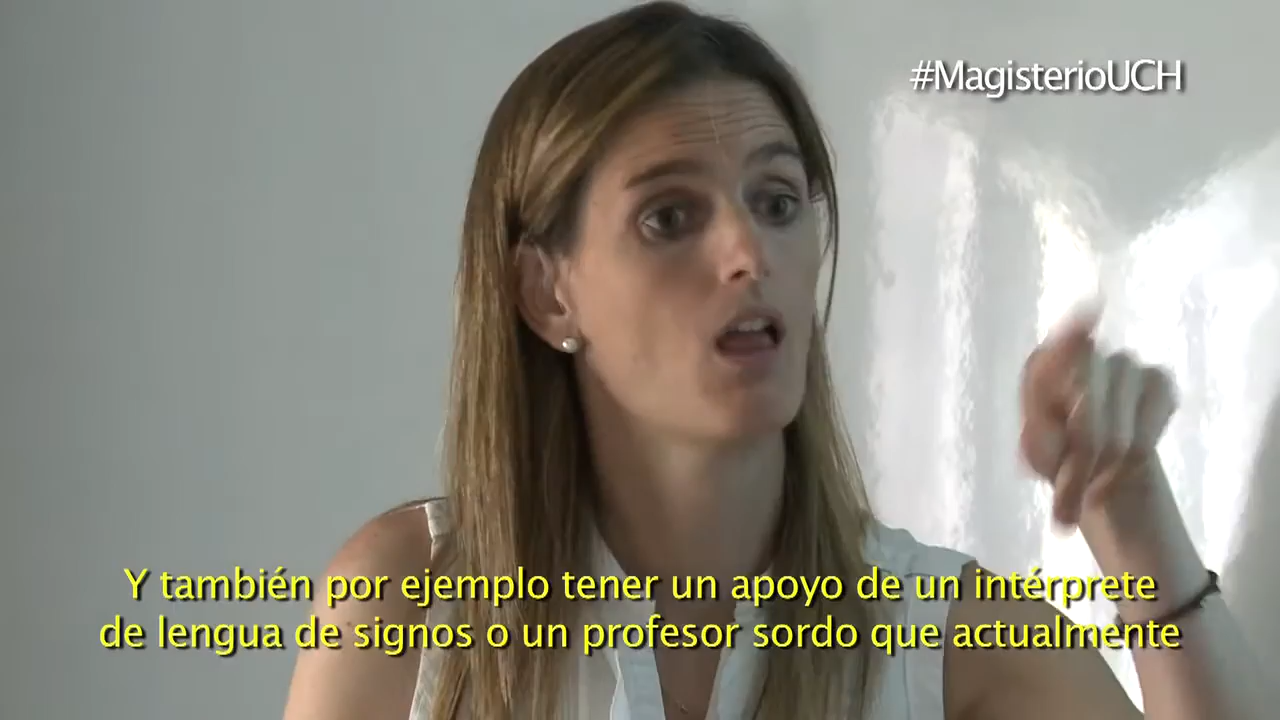 #MagisterioUCH
Y también por ejemplo tener un apoyo de un intérprete
de lengua de signos o un profesor sordo que actualmente